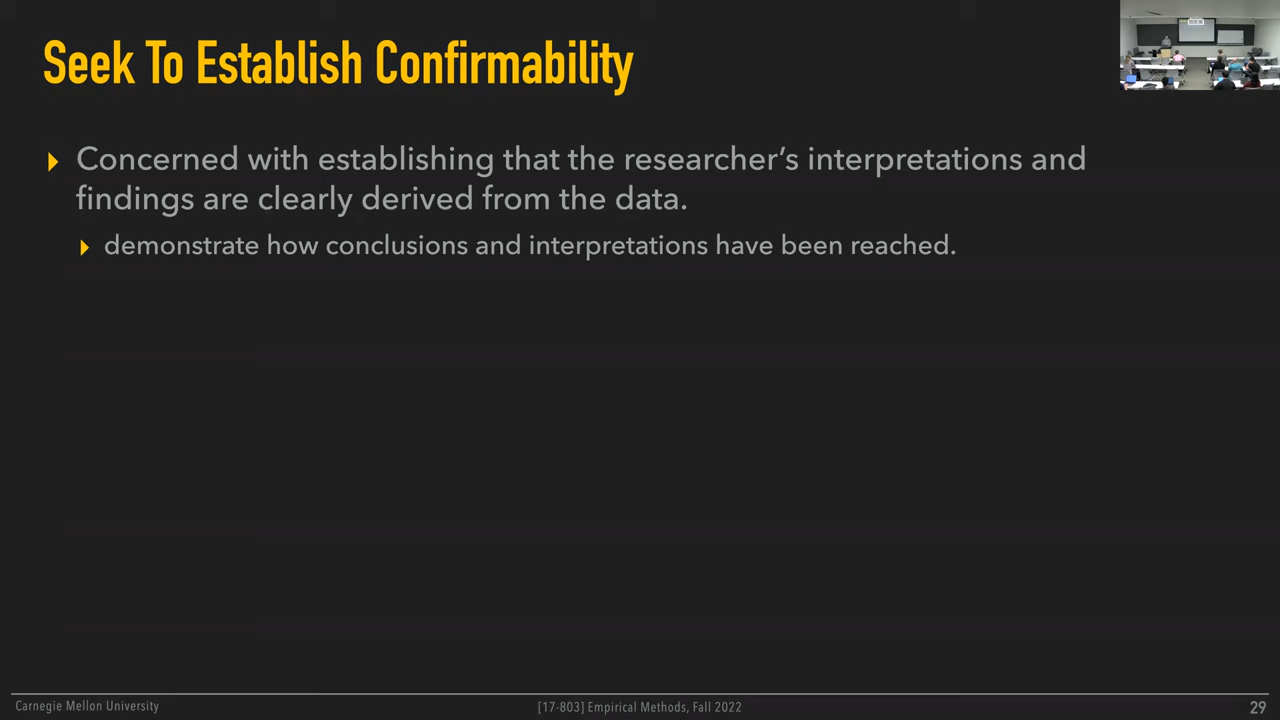 Seek To Establish Confirmability
Concerned with establishing that the researcher's interpretations and
findings are clearly derived from the data.
demonstrate how conclusions and interpretations have been reached.
Carnegie Mellon University
[17-803] Empirical Methods, Fall 2022
29